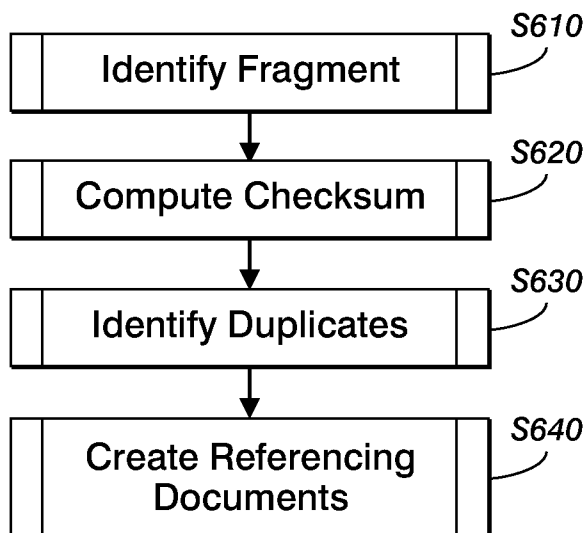 S610
Identify Fragment
S620
Compute Checksum
S630
Identify Duplicates
S640
Create Referencing
Documents